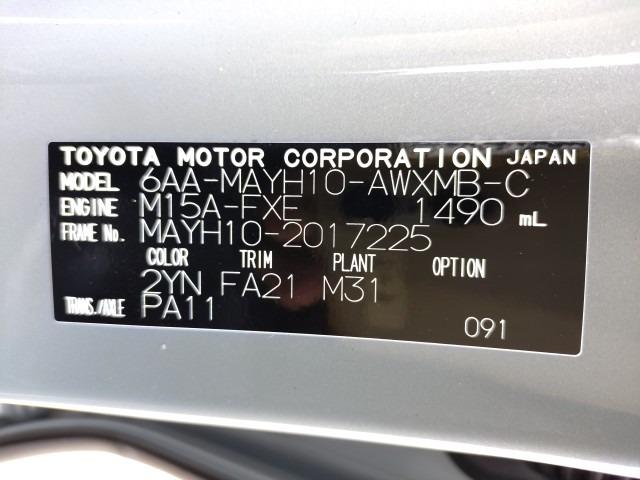 TOYOTA MOTOR CORPORATION JAPAN
MODEL 6AA-MAYH10-AWXMB-C
ENGINE M15A-FXE 1490 mL
FRAME No. MAYH10-2017225
COLOR TRIM PLANT OPTION
2YN FA21 M31
TRANS./AXLE PA11
091